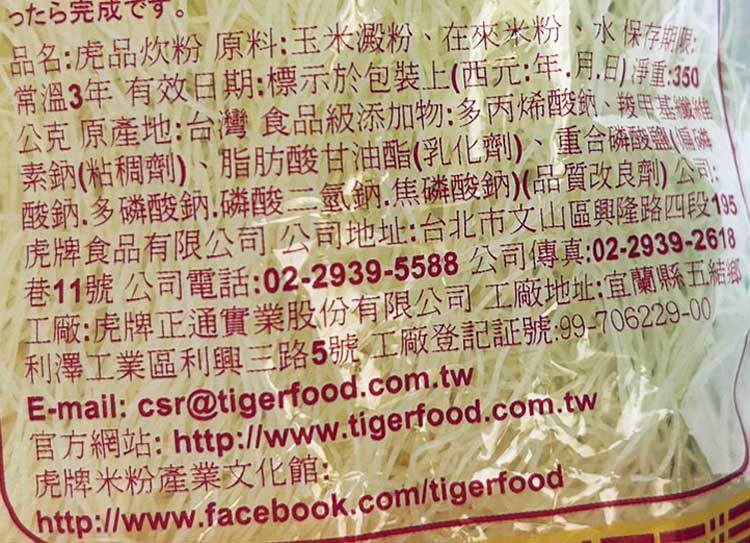 ったら完成です。
品名:虎品炊粉 原料:玉米澱粉、在來米粉、水 保存期限:
常溫3年 有效日期:標示於包裝上(西元:年.月.日) 淨重:350
公克 原產地:台灣 食品級添加物:多丙烯酸鈉、羧甲基纖維
素鈉(粘稠劑)、脂肪酸甘油酯(乳化劑)、重合磷酸鹽(偏磷
酸鈉.多磷酸鈉.磷酸二氫鈉.焦磷酸鈉)(品質改良劑) 公司:
虎牌食品有限公司 公司地址:台北市文山區興隆路四段195
巷11號 公司電話:02-2939-5588 公司傳真:02-2939-2618
工廠:虎牌正通實業股份有限公司 工廠地址:宜蘭縣五結鄉
利澤工業區利興三路5號 工廠登記証號:99-706229-00
E-mail: csr@tigerfood.com.tw
官方網站: http://www.tigerfood.com.tw
虎牌米粉產業文化館:
http://www.facebook.com/tigerfood